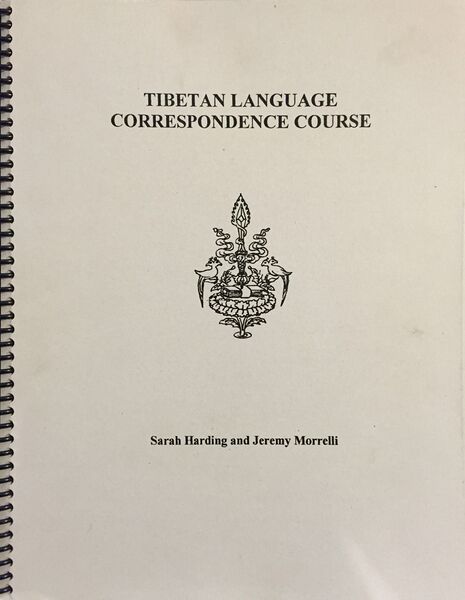 TIBETAN LANGUAGE
CORRESPONDENCE COURSE
Sarah Harding and Jeremy Morrelli